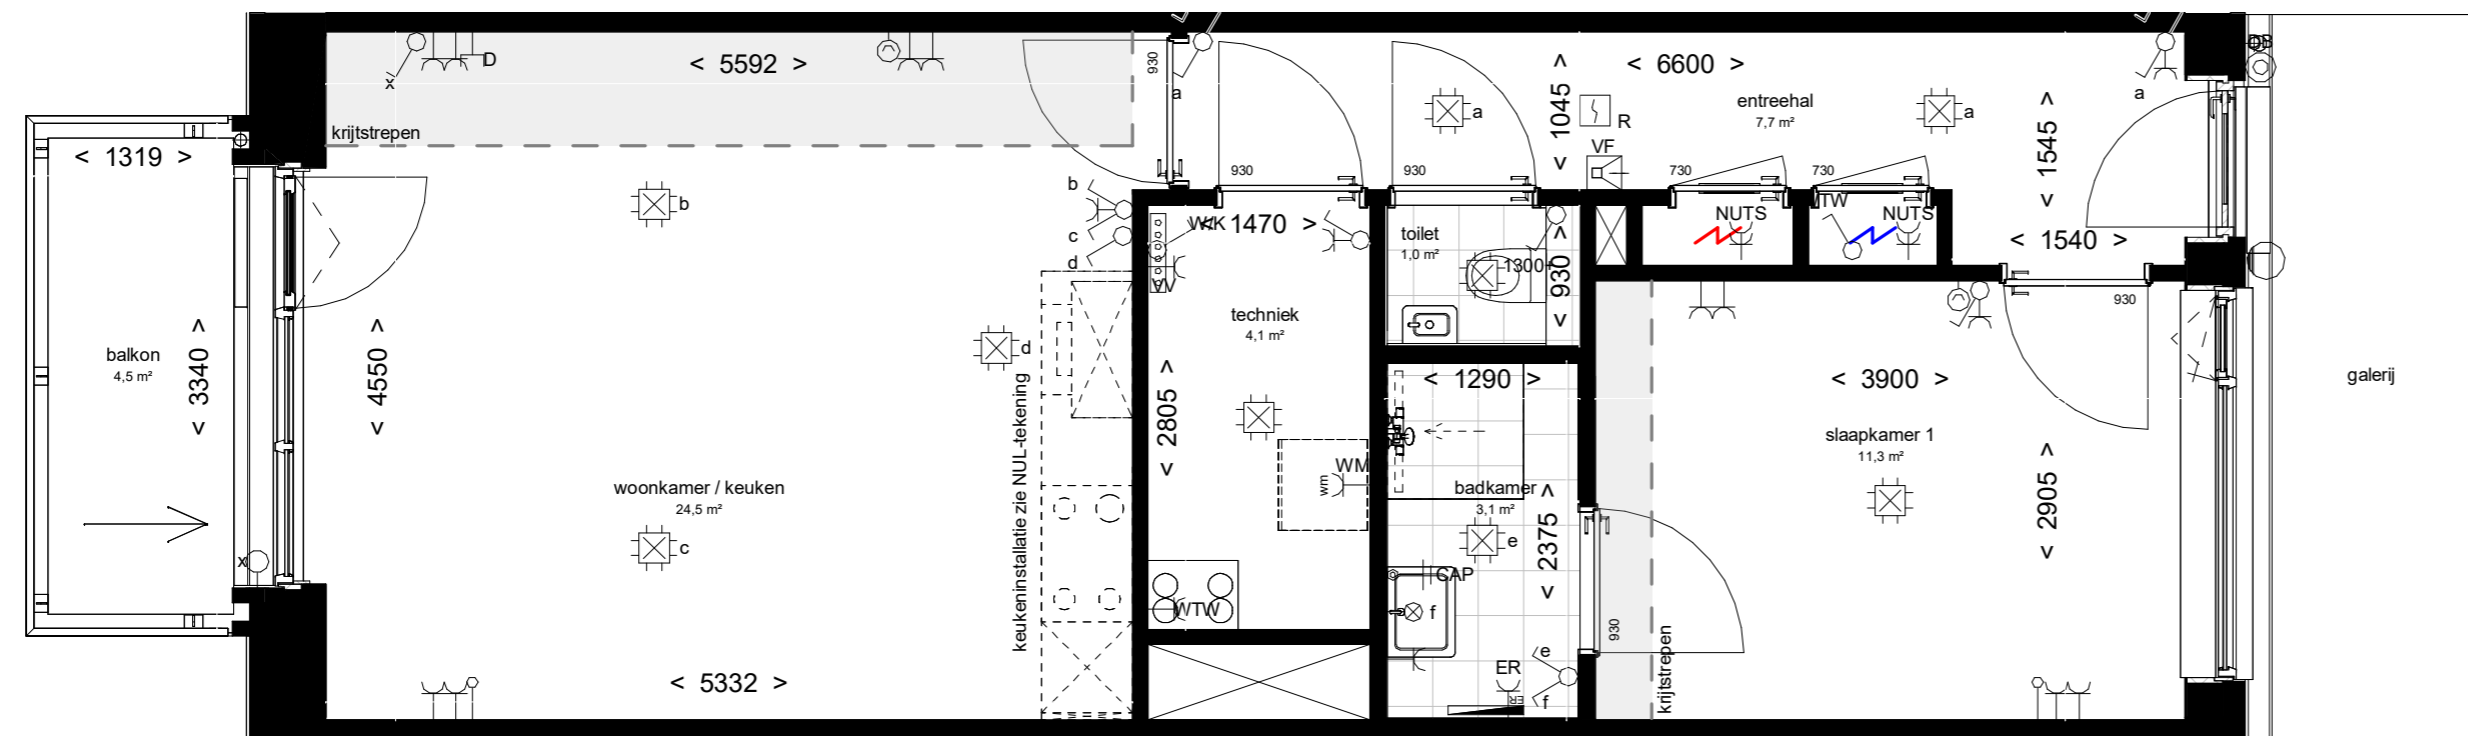 D
x
< 5592 >
krijtstrepen
930
a
930
930
a
< 1045 >
R
VF
< 6600 >
entreehal
7,7 m²
a
a
730
730
< 1545 >
< 1540 >
930
< 1319 >
balkon
4,5 m²
< 3340 >
x
< 4550 >
b
woonkamer / keuken
24,5 m²
c
d
< 5332 >
b
c
d
keukeninstallatie zie NUL-tekening
WK
< 1470 >
VV
techniek
4,1 m²
< 2805 >
WM
wm
WTW
toilet
1,0 m²
1300+
< 930 >
NUTS
NUTS
< 1290 >
badkamer
3,1 m²
e
< 2375 >
CAP
f
ER
ER
e
f
930
krijtstrepen
< 3900 >
slaapkamer 1
11,3 m²
< 2905 >
galerij